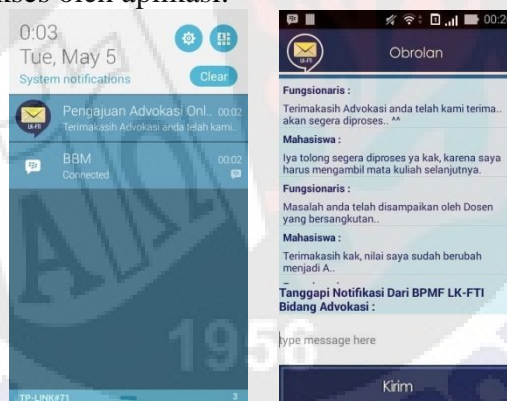 0:03
Tue, May 5
System notifications
Clear
Pengajuan Advokasi Onl.. 00:02
Terimakasih Advokasi anda telah kami..
BBM 00:02
Connected
TP-LINK#71 3
1956
00:2
LK-FTI
Obrolan
Fungsionaris :
Terimakasih Advokasi anda telah kami terima..
akan segera diproses.. ^^
Mahasiswa :
Iya tolong segera diproses ya kak, karena saya
harus mengambil mata kuliah selanjutnya.
Fungsionaris :
Masalah anda telah disampaikan oleh Dosen
yang bersangkutan..
Mahasiswa :
Terimakasih kak, nilai saya sudah berubah
menjadi A..
Tanggapi Notifikasi Dari BPMF LK-FTI
Bidang Advokasi :
type message here
Kirim